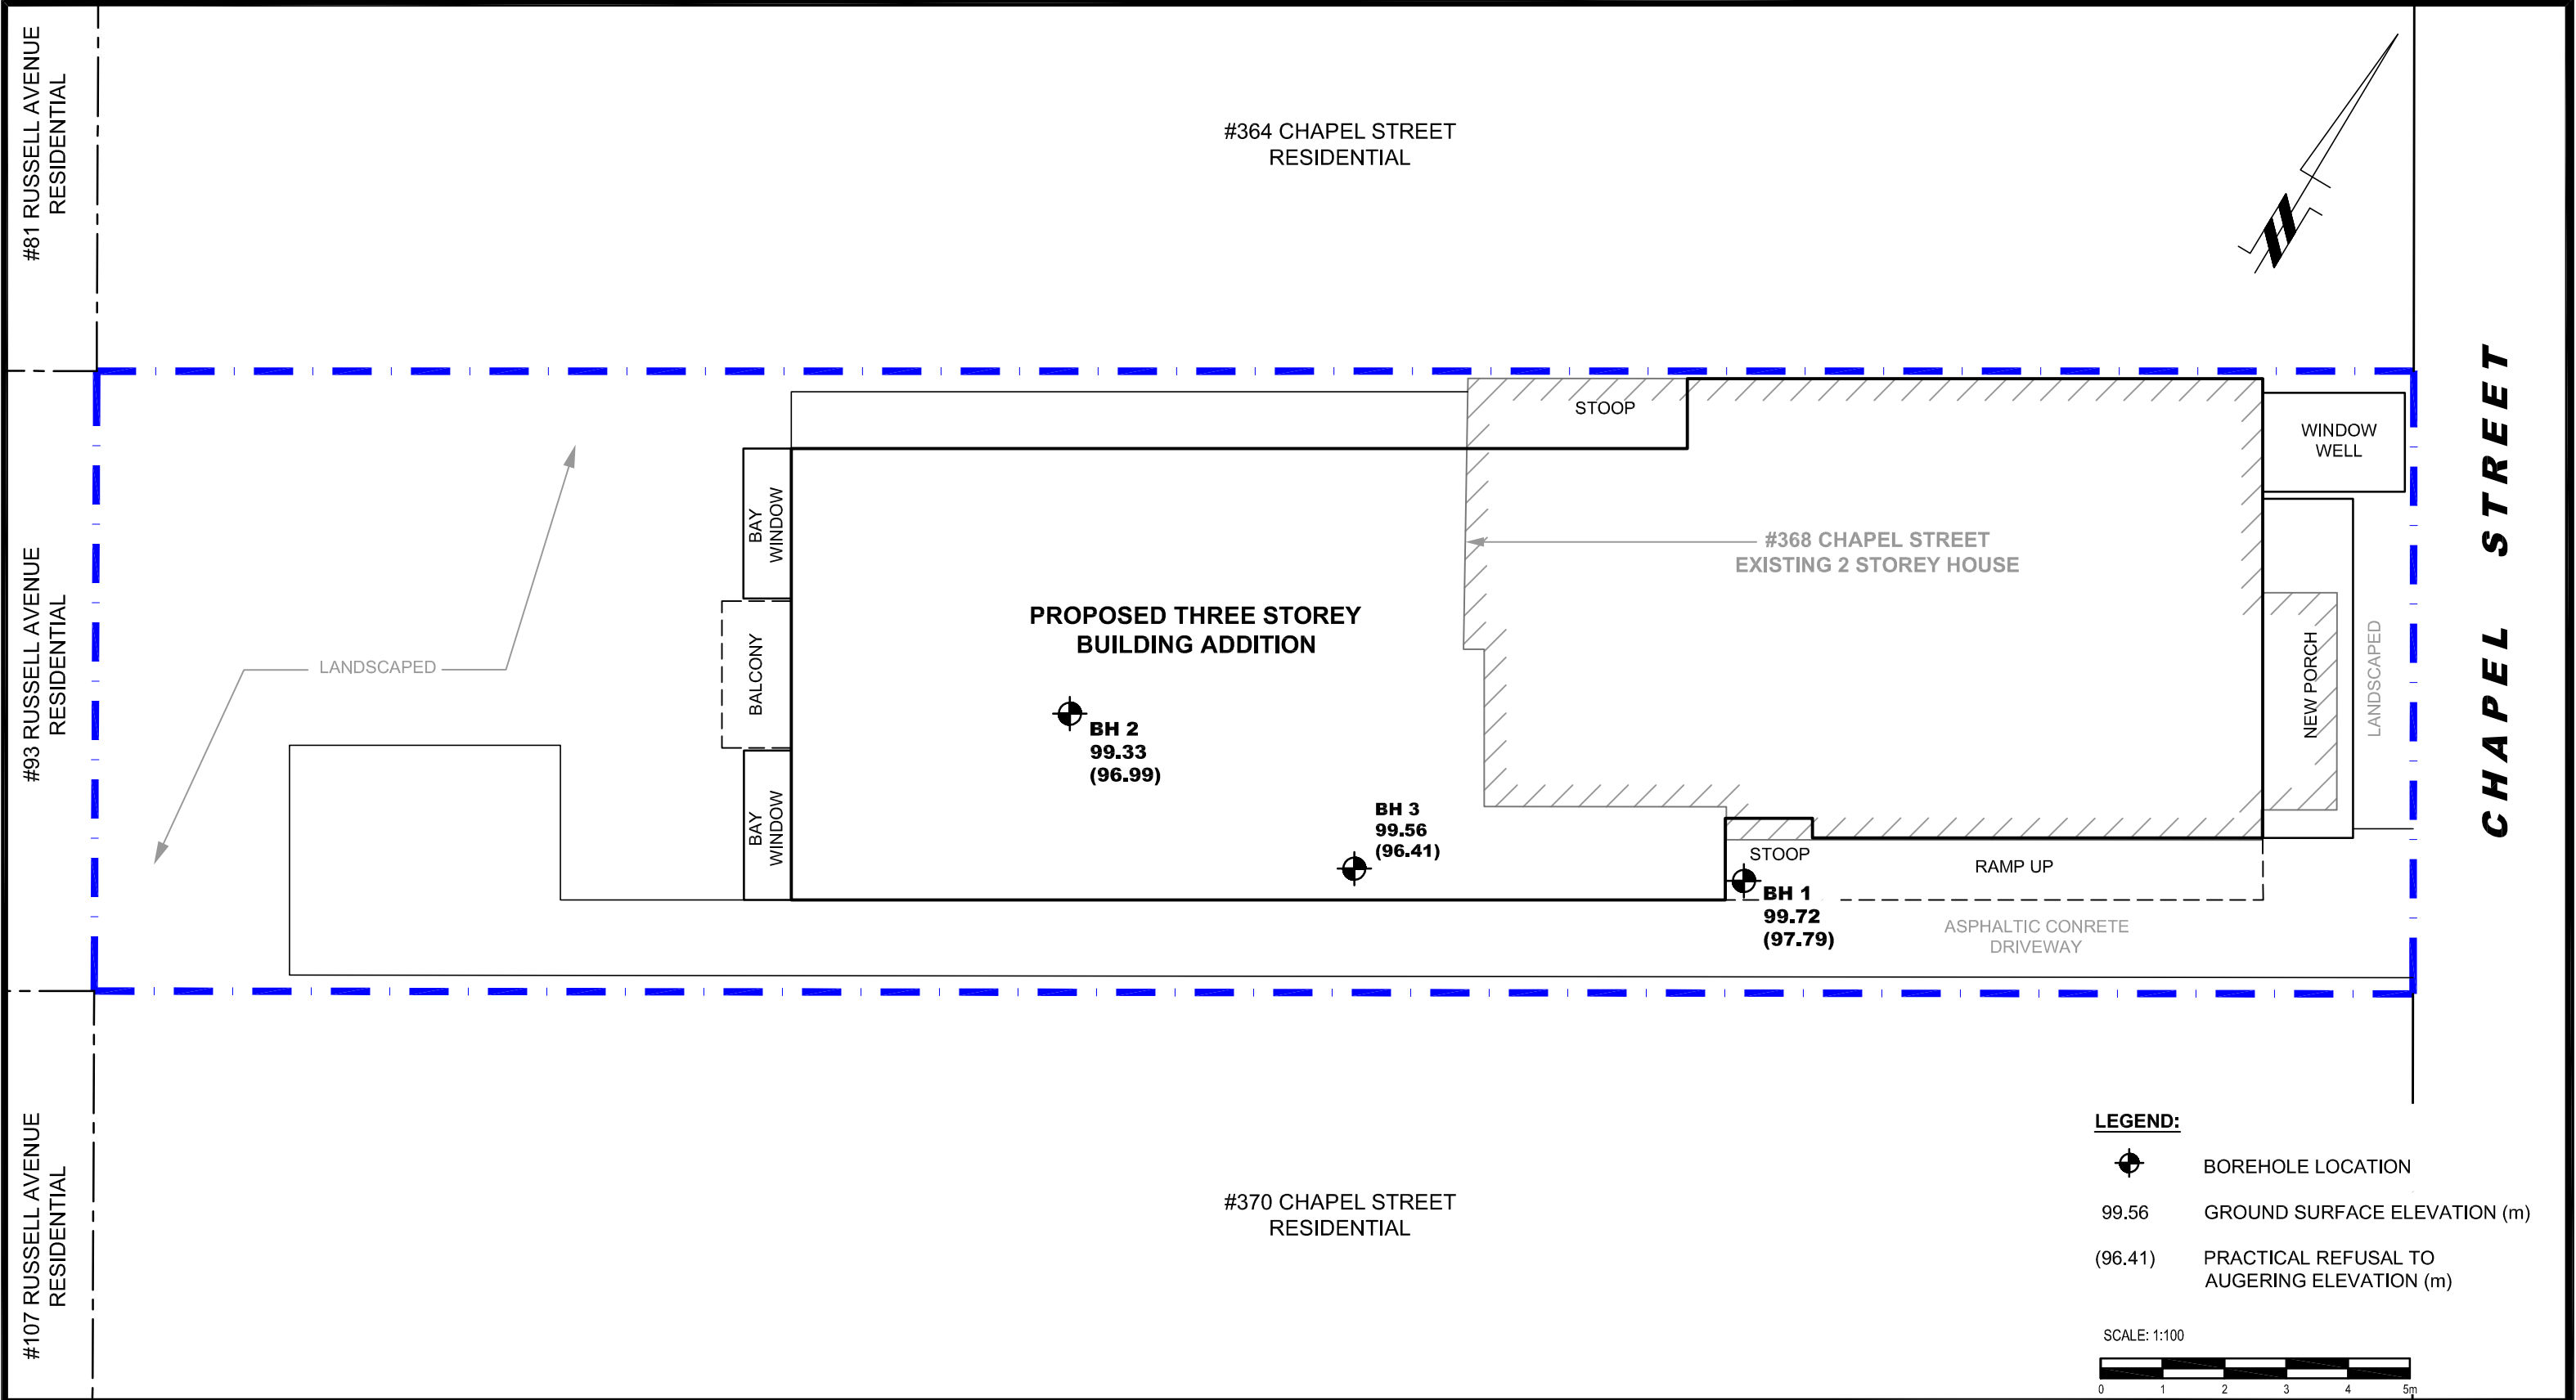 #81 RUSSELL AVENUE
RESIDENTIAL
#364 CHAPEL STREET
RESIDENTIAL
#93 RUSSELL AVENUE
RESIDENTIAL
LANDSCAPED
BAY
WINDOW
BALCONY
BAY
WINDOW
STOOP
PROPOSED THREE STOREY
BUILDING ADDITION
#368 CHAPEL STREET
EXISTING 2 STOREY HOUSE
BH 2
99.33
(96.99)
BH 3
99.56
(96.41)
STOOP
BH 1
99.72
(97.79)
RAMP UP
ASPHALTIC CONRETE
DRIVEWAY
WINDOW
WELL
NEW PORCH
LANDSCAPED
CHAPEL STREET
#107 RUSSELL AVENUE
RESIDENTIAL
#370 CHAPEL STREET
RESIDENTIAL
LEGEND:
BOREHOLE LOCATION
99.56 GROUND SURFACE ELEVATION (m)
(96.41) PRACTICAL REFUSAL TO
AUGERING ELEVATION (m)
SCALE: 1:100
0 1 2 3 4 5m